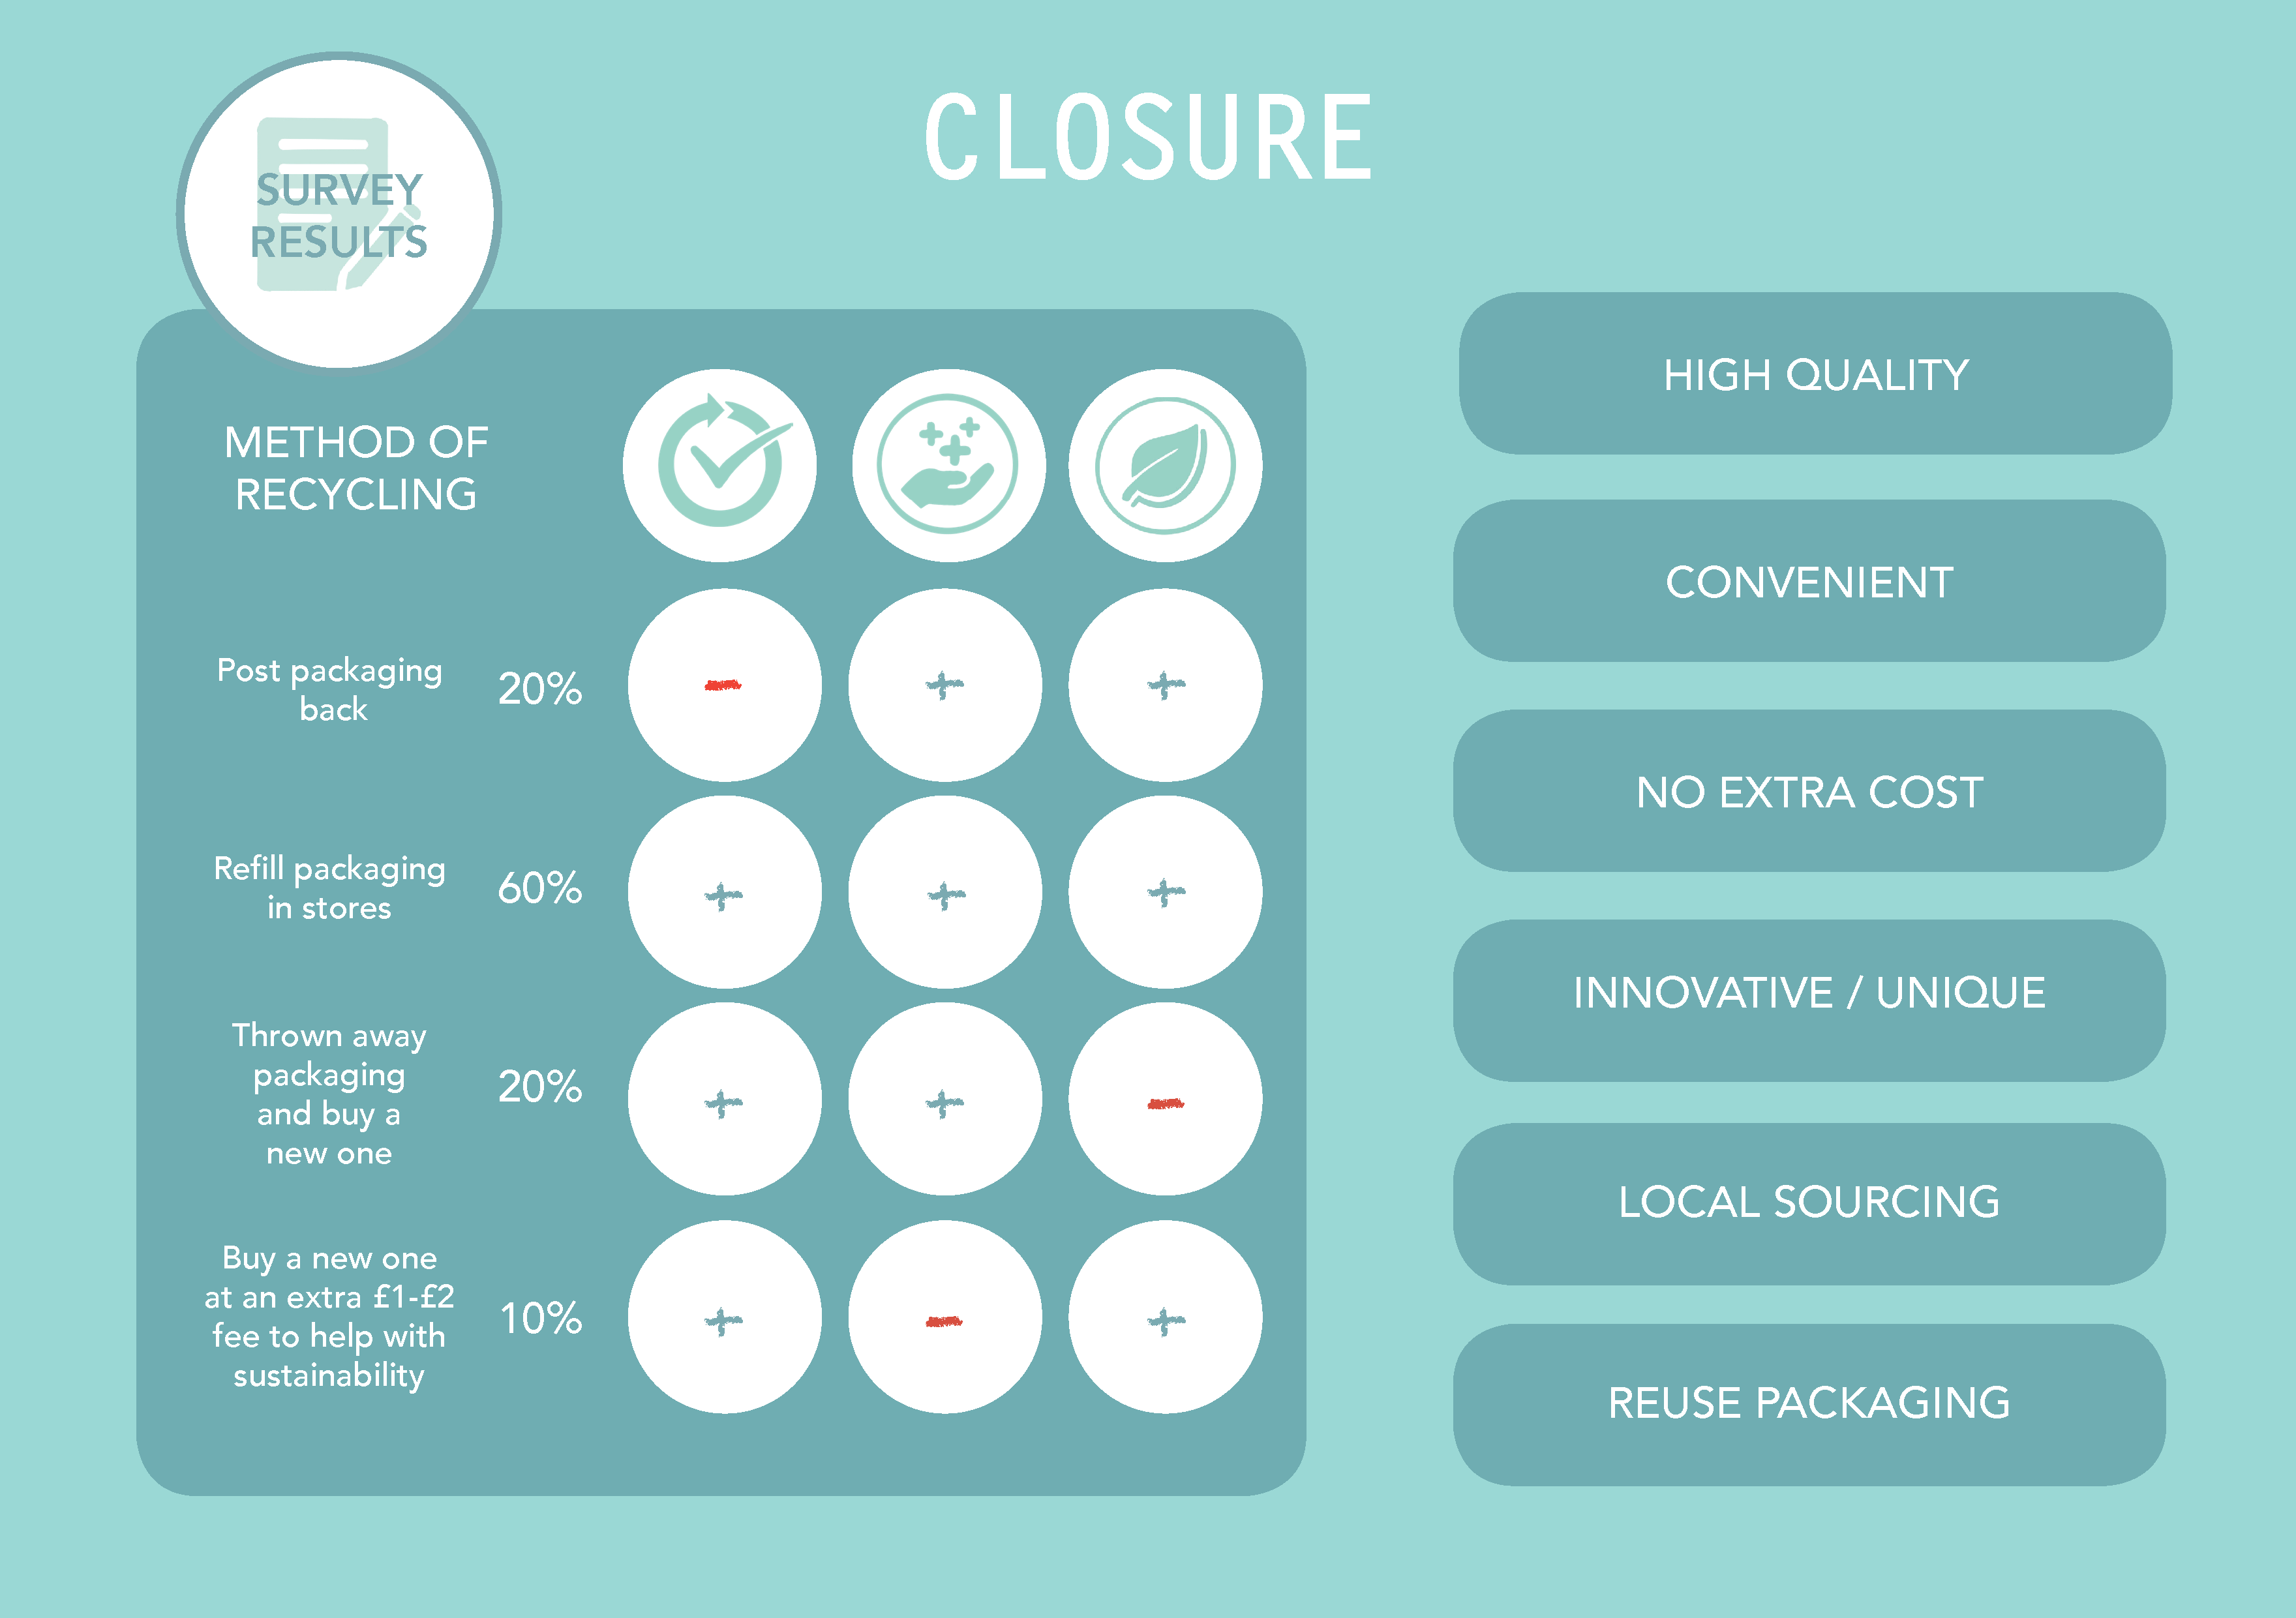 CLOSURE
SURVEY
RESULTS
METHOD OF
RECYCLING
Post packaging
back
20%
Refill packaging
in stores
60%
Thrown away
packaging
and buy a
new one
20%
Buy a new one
at an extra £1-£2
fee to help with
sustainability
10%
HIGH QUALITY
CONVENIENT
NO EXTRA COST
INNOVATIVE / UNIQUE
LOCAL SOURCING
REUSE PACKAGING